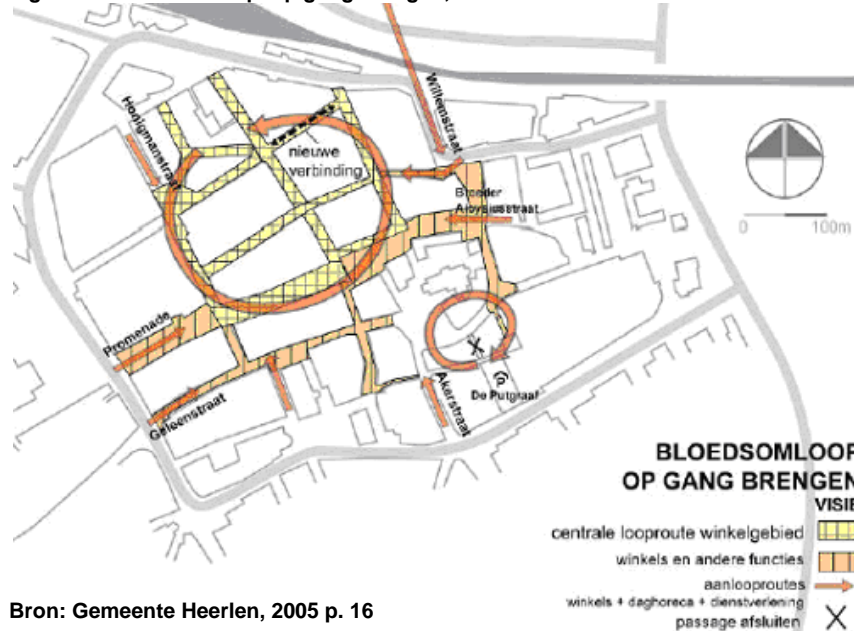 Honigmanstraat
Willemstraat
nieuwe
verbinding
Broeder
Aloysiusstraat
0 100m
Promenade
Geleenstraat
Akerstraat
De Putgraaf
BLOEDSOMLOOP
OP GANG BRENGEN
VISIE
centrale looproute winkelgebied
winkels en andere functies
aanlooproutes
winkels + daghoreca + dienstverlening
passage afsluiten
Bron: Gemeente Heerlen, 2005 p. 16